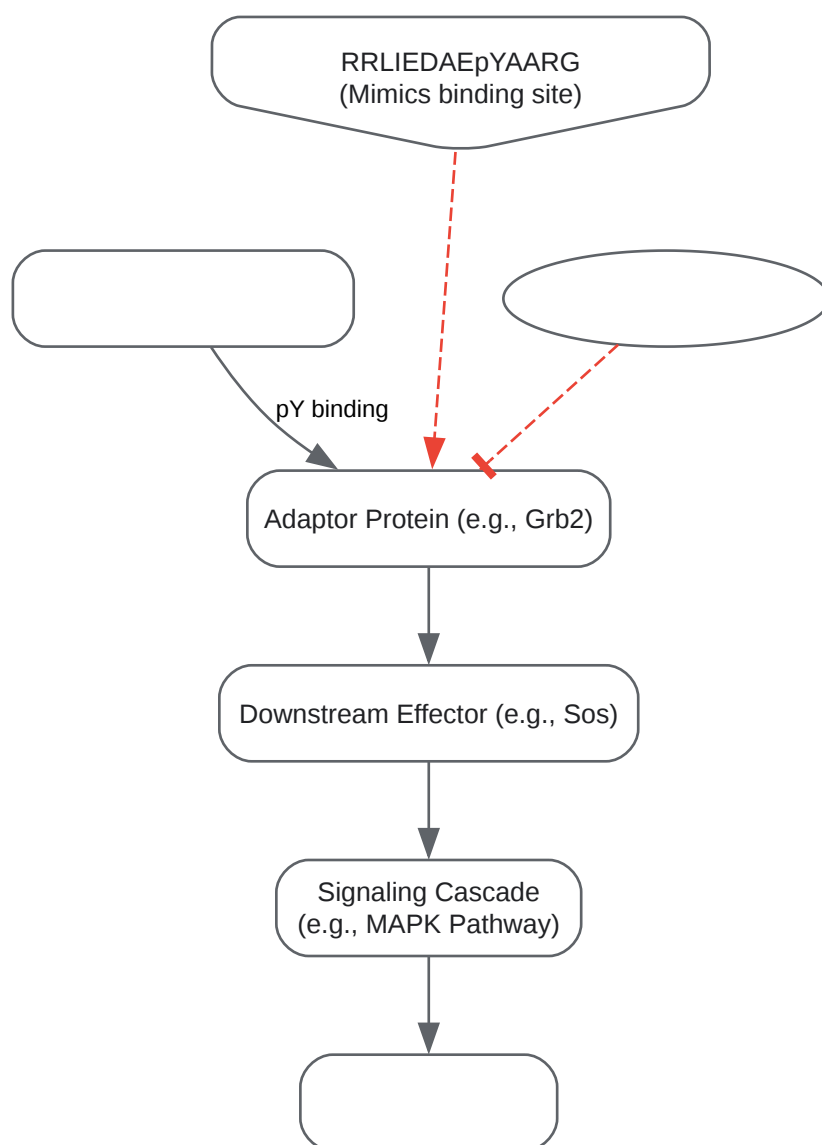 RRLIEDAEpYAARG
(Mimics binding site)
pY binding
Adaptor Protein (e.g., Grb2)
Downstream Effector (e.g., Sos)
Signaling Cascade
(e.g., MAPK Pathway)